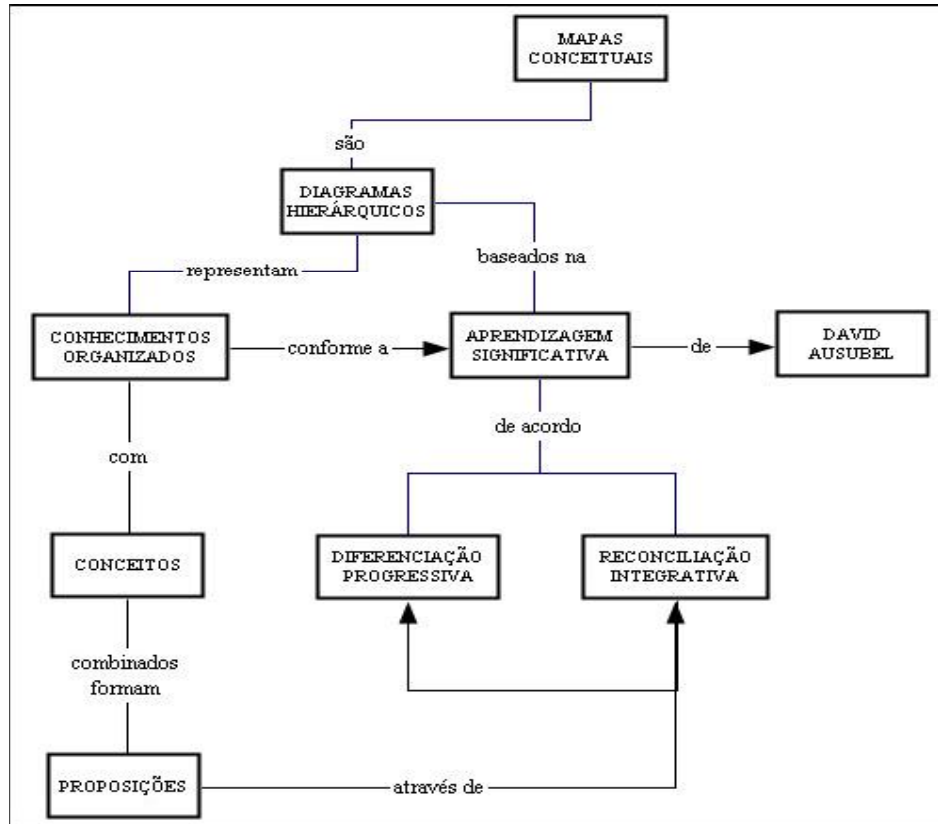 MAPAS
CONCEITUAIS
são
DIAGRAMAS
HIERÁRQUICOS
representam
baseados na
CONHECIMENTOS
ORGANIZADOS
conforme a
APRENDIZAGEM
SIGNIFICATIVA
de
DAVID
AUSUBEL
com
de acordo
CONCEITOS
DIFERENCIAÇÃO
PROGRESSIVA
RECONCILIAÇÃO
INTEGRATIVA
combinados
formam
PROPOSIÇÕES
através de